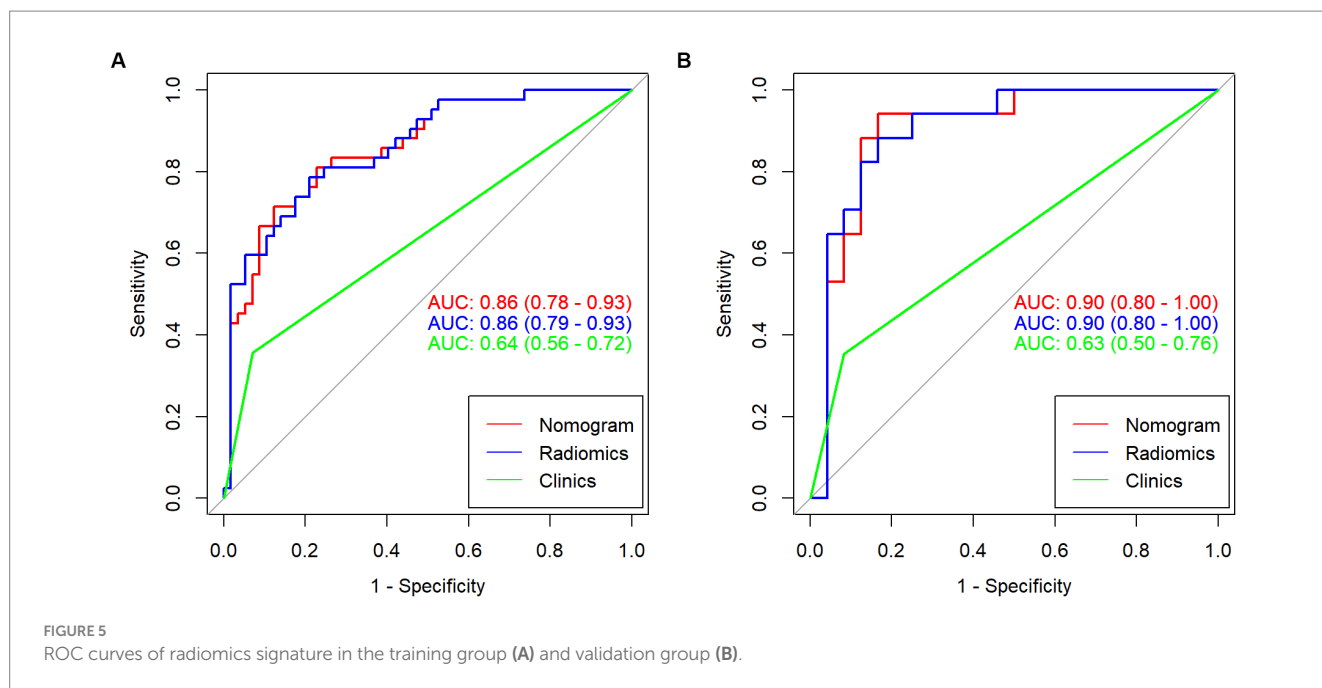 A
1.0
0.8
0.6
0.4
0.2
0.0
Sensitivity
AUC: 0.86 (0.78 - 0.93)
AUC: 0.86 (0.79 - 0.93)
AUC: 0.64 (0.56 - 0.72)
Nomogram
Radiomics
Clinics
0.0 0.2 0.4 0.6 0.8 1.0
1 - Specificity
B
1.0
0.8
0.6
0.4
0.2
0.0
Sensitivity
AUC: 0.90 (0.80 - 1.00)
AUC: 0.90 (0.80 - 1.00)
AUC: 0.63 (0.50 - 0.76)
Nomogram
Radiomics
Clinics
0.0 0.2 0.4 0.6 0.8 1.0
1 - Specificity
FIGURE 5
ROC curves of radiomics signature in the training group (A) and validation group (B).